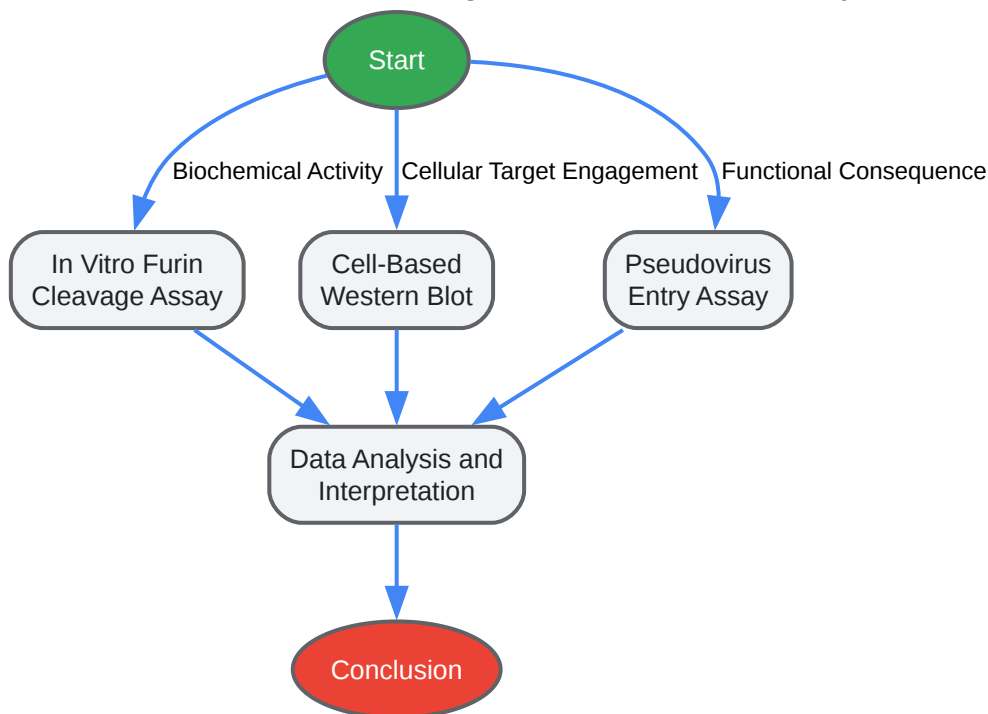 Start
Biochemical Activity
Cellular Target Engagement
Functional Consequence
In Vitro Furin
Cleavage Assay
Cell-Based
Western Blot
Pseudovirus
Entry Assay
Data Analysis and
Interpretation
Conclusion